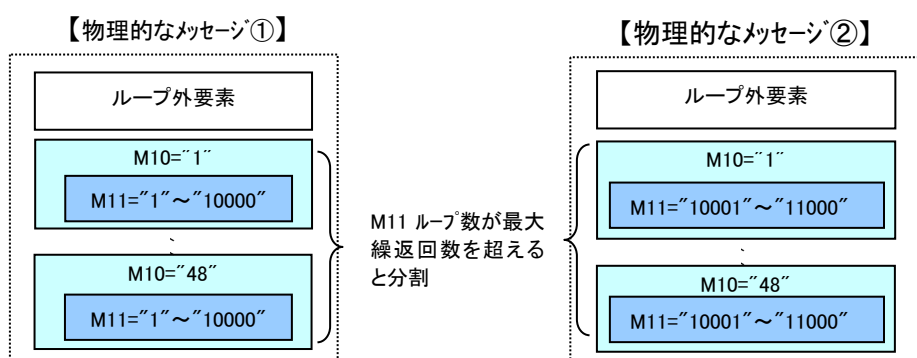 【物理的なメッセージ①】
ループ外要素
M10=″1″
M11=″1″～″10000″
M10=″48″
M11=″1″～″10000″
M11 ループ数が最大
繰返回数を超える
と分割
【物理的なメッセージ②】
ループ外要素
M10=″1″
M11=″10001″～″11000″
M10=″48″
M11=″10001″～″11000″